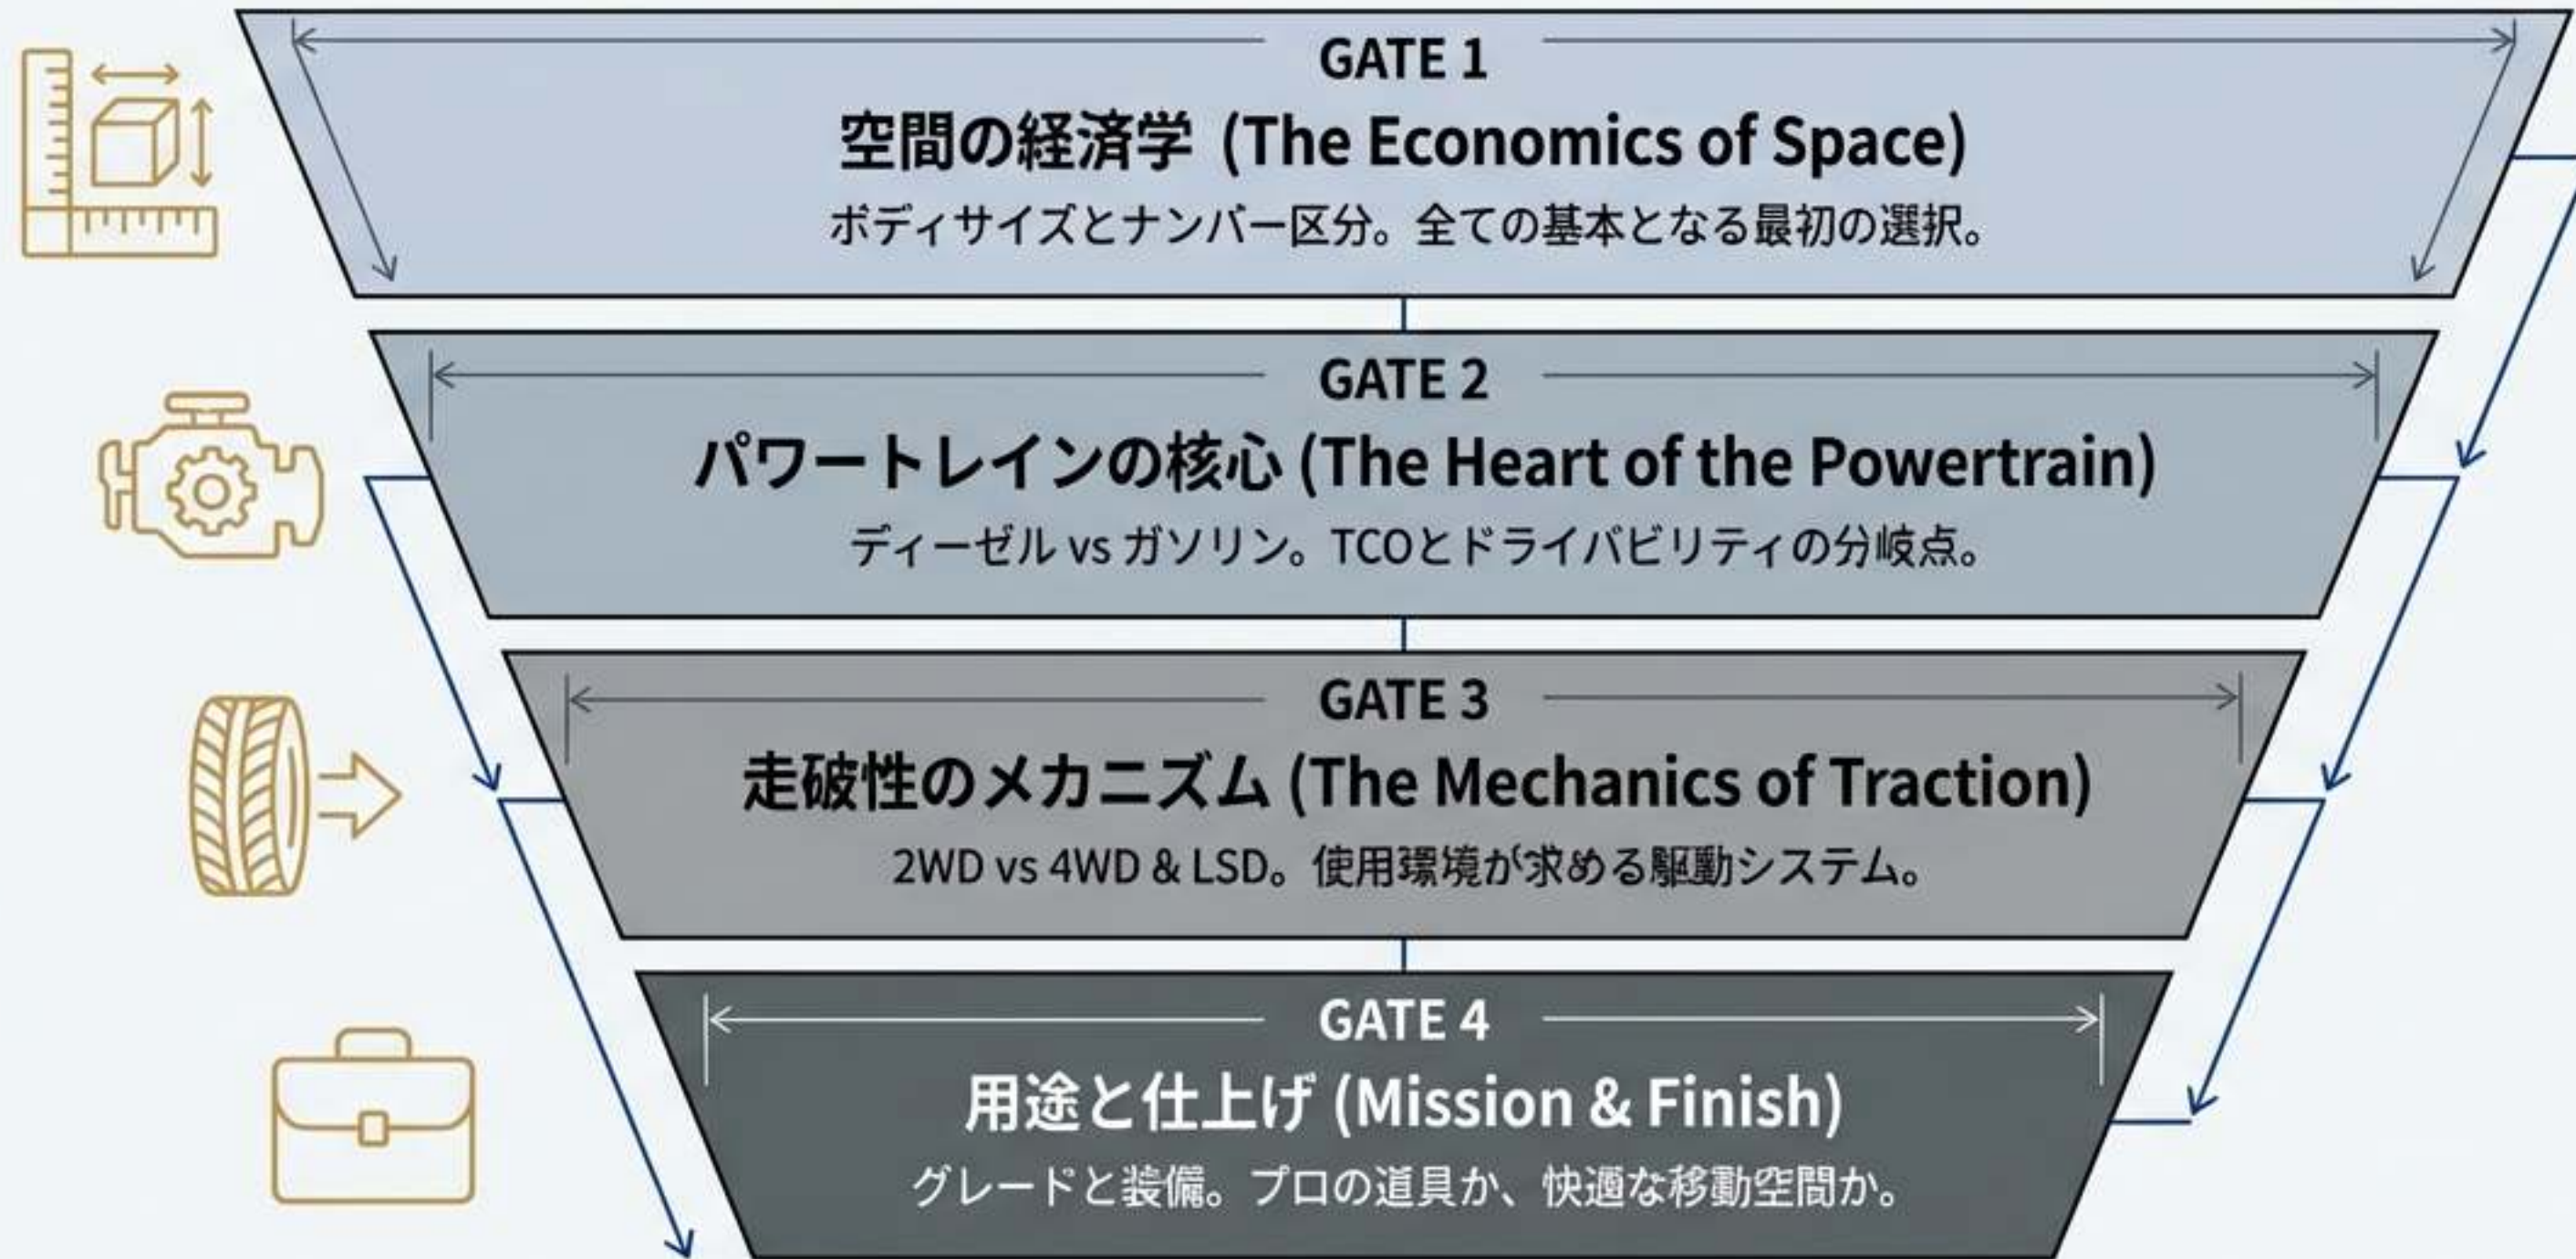 GATE 1
空間の経済学 (The Economics of Space)
ボディサイズとナンバー区分。全ての基本となる最初の選択。
GATE 2
パワートレインの核心 (The Heart of the Powertrain)
ディーゼル vs ガソリン。TCOとドライバビリティの分岐点。
GATE 3
走破性のメカニズム (The Mechanics of Traction)
2WD vs 4WD & LSD。使用環境が求める駆動システム。
GATE 4
用途と仕上げ (Mission & Finish)
グレードと装備。プロの道具か、快適な移動空間か。